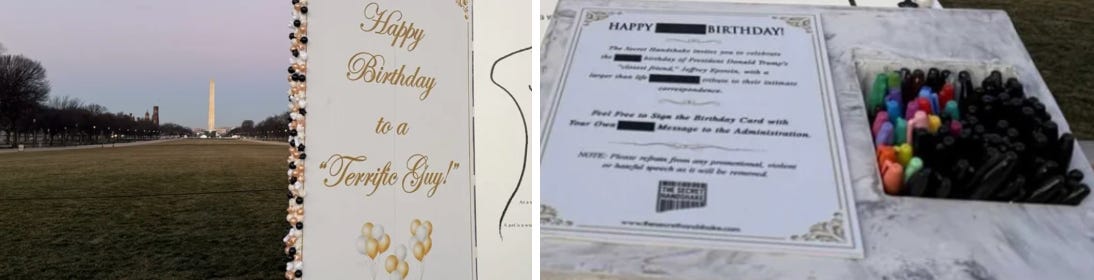 Happy
Birthday
to a
“Terrific Guy!”
HAPPY BIRTHDAY!
The Secret Handshake invites you to celebrate
the birthday of President Donald Trump's
"closest friend," Jeffrey Epstein, with a
larger than life tribute to their intimate
correspondence.
Feel Free to Sign the Birthday Card with
Your Own Message to the Administration.
NOTE: Please refrain from any promotional, violent
or hateful speech as it will be removed.
THE SECRET
HANDSHAKE